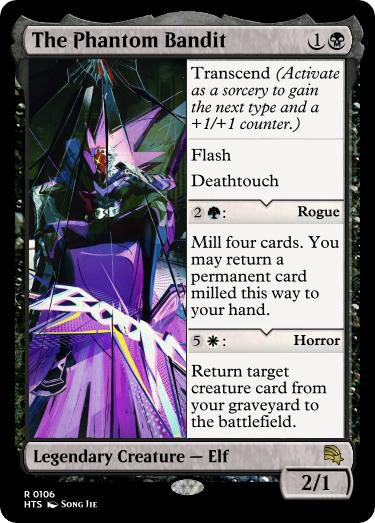 The Phantom Bandit 1
Transcend (Activate
as a sorcery to gain
the next type and a
+1/+1 counter.)
Flash
Deathtouch
2 : Rogue
Mill four cards. You
may return a
permanent card
milled this way to
your hand.
5 : Horror
Return target
creature card from
your graveyard to
the battlefield.
Legendary Creature — Elf
2/1
R 0106
HTS Song Jie